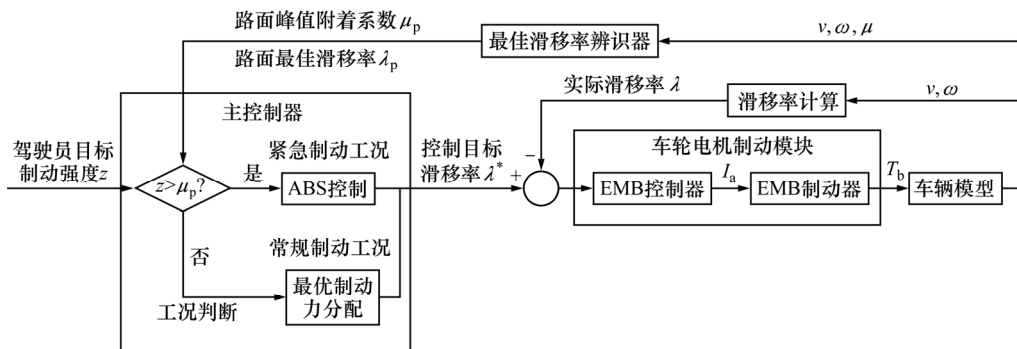 路面峰值附着系数μp
路面最佳滑移率λp
最佳滑移率辨识器
v, ω, μ
实际滑移率 λ
滑移率计算
v, ω
主控制器
驾驶员目标
制动强度z
z>μp?
是
紧急制动工况
ABS控制
否
常规制动工况
最优制动
力分配
工况判断
控制目标
滑移率λ*
+
−
车轮电机制动模块
EMB控制器
Ia
EMB制动器
Tb
车辆模型